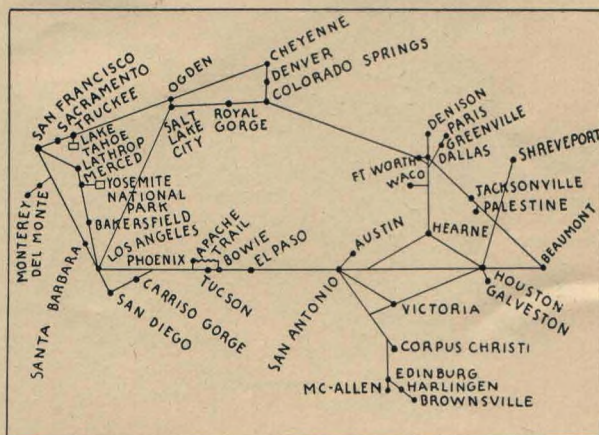 CHEYENNE
DENVER
COLORADO SPRINGS
OGDEN
SALT
LAKE
CITY
ROYAL
GORGE
SAN FRANCISCO
SACRAMENTO
TRUCKEE
LAKE
TAHOE
LATHROP
MERCED
YOSEMITE
NATIONAL
PARK
BAKERSFIELD
LOS ANGELES
MONTEREY
DEL MONTE
SANTA BARBARA
PHOENIX
APACHE
TRAIL
BOWIE
TUCSON
EL PASO
CARRISO GORGE
SAN DIEGO
DENISON
PARIS
GREENVILLE
DALLAS
FT WORTH
WACO
SHREVEPORT
JACKSONVILLE
PALESTINE
HEARNE
AUSTIN
BEAUMONT
HOUSTON
GALVESTON
SAN ANTONIO
VICTORIA
CORPUS CHRISTI
EDINBURG
MC-ALLEN
HARLINGEN
BROWNSVILLE